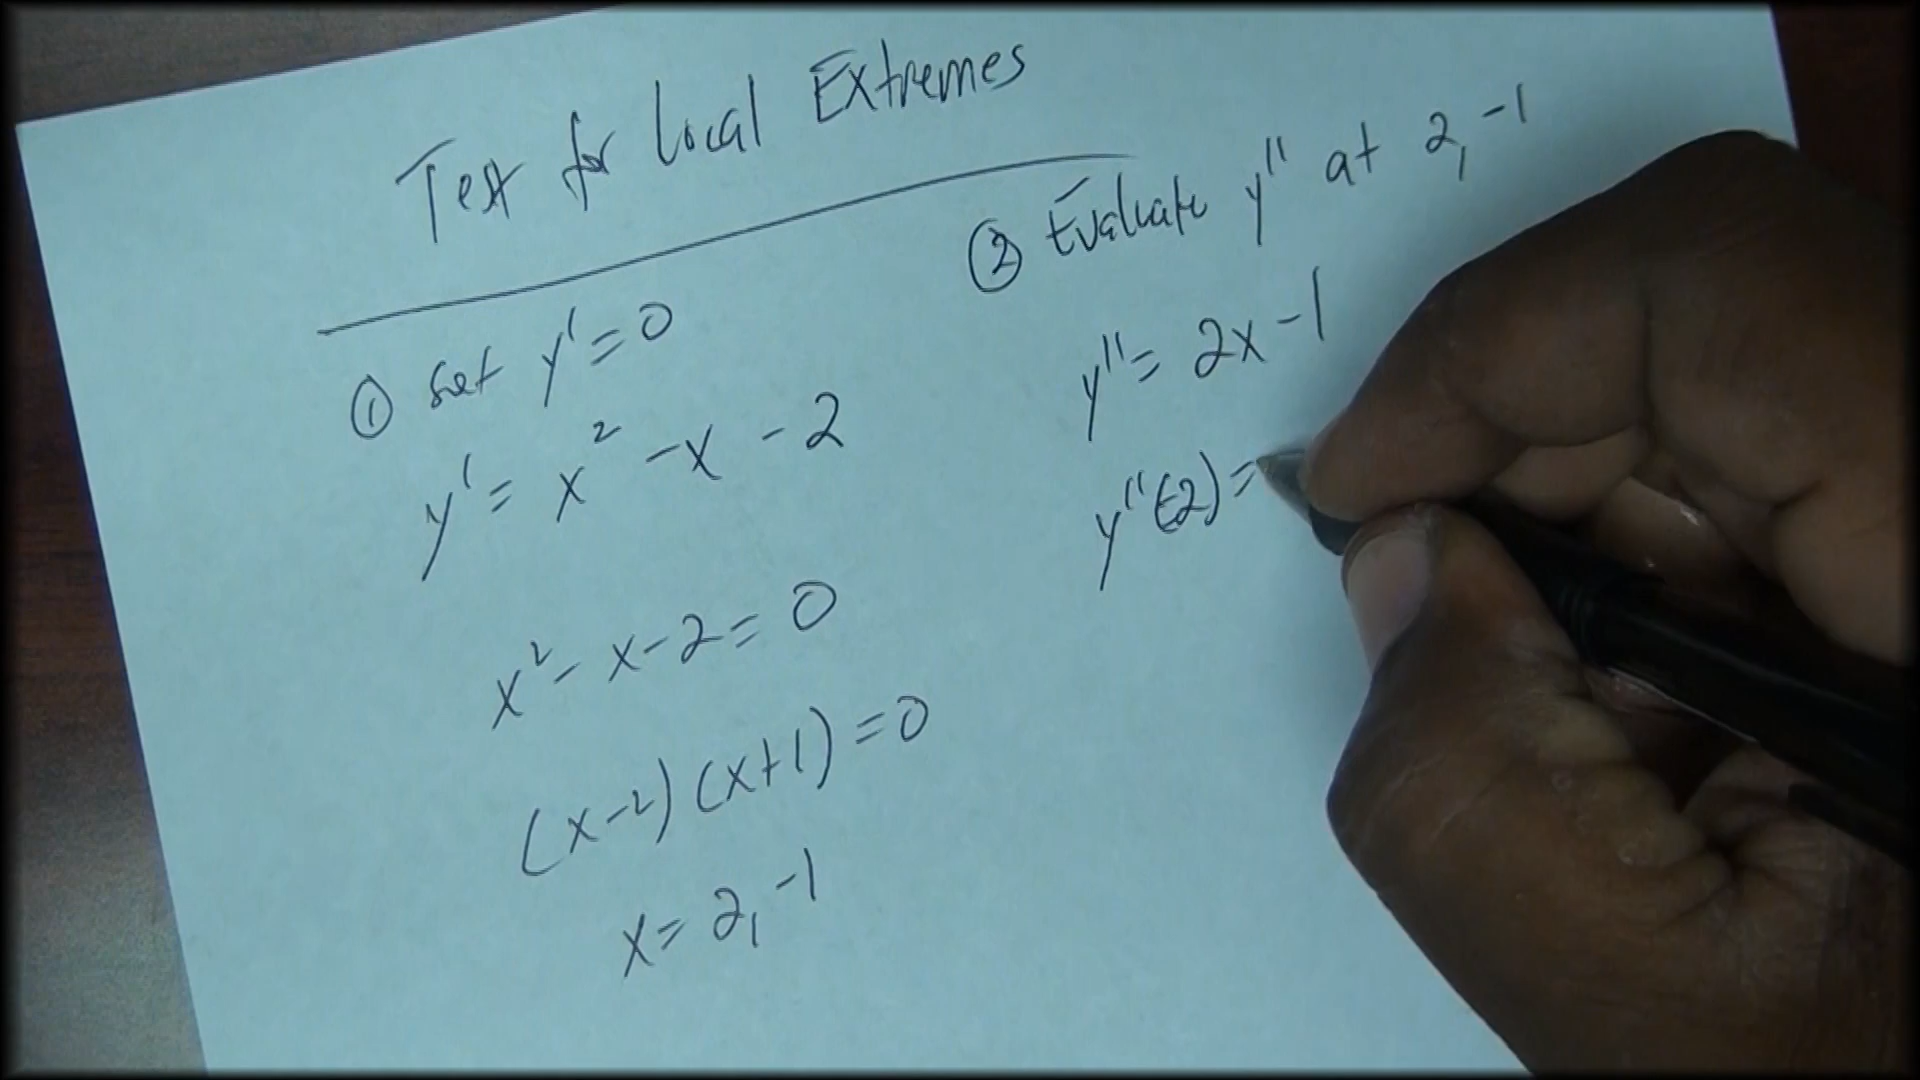 Test for Local Extremes
① Set y' = 0
y' = x² - x - 2
x² - x - 2 = 0
(x-2) (x+1) = 0
x = 2, -1
② Evaluate y'' at 2, -1
y'' = 2x - 1
y''(-2) =